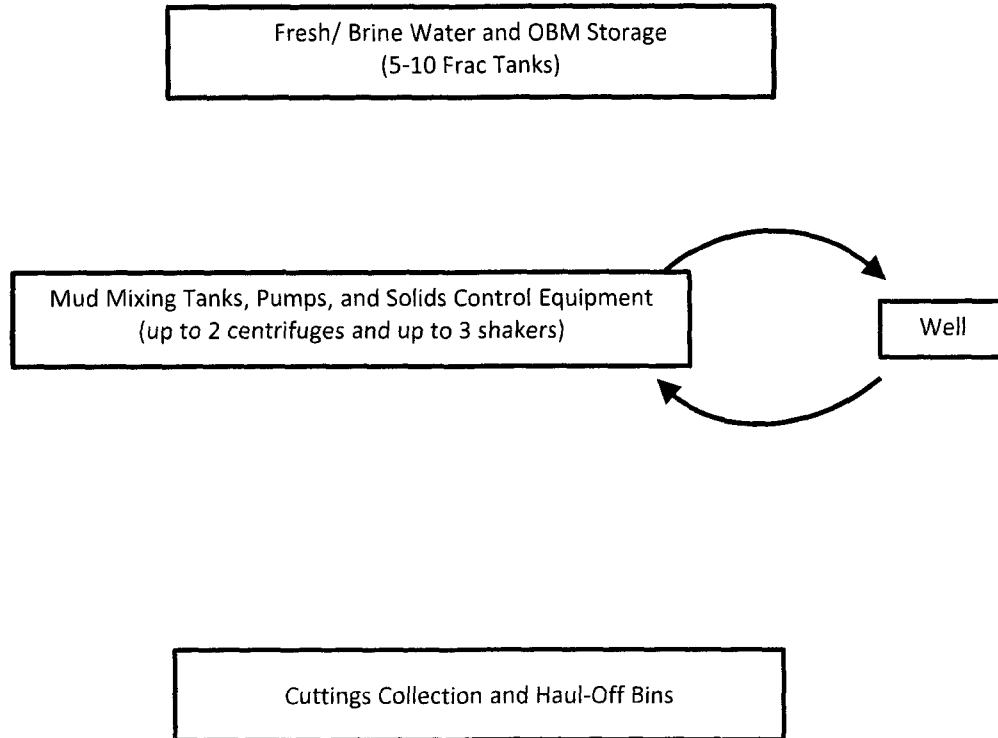 Fresh/ Brine Water and OBM Storage
(5-10 Frac Tanks)
Mud Mixing Tanks, Pumps, and Solids Control Equipment
(up to 2 centrifuges and up to 3 shakers)
Well
Cuttings Collection and Haul-Off Bins